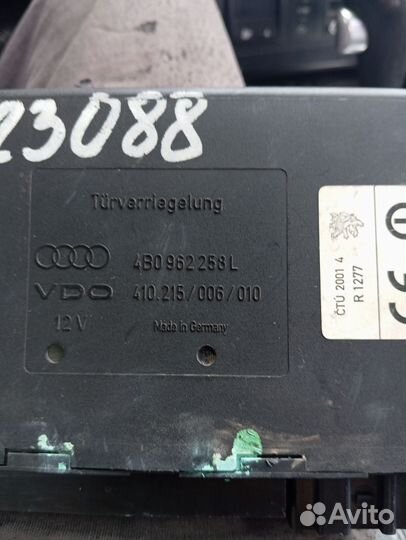 23088
Türverriegelung
4B0 962 258 L
VDO 410.215/006/010
12 V
Made in Germany
ČTÚ 2001 4
R 1277
CE
Avito